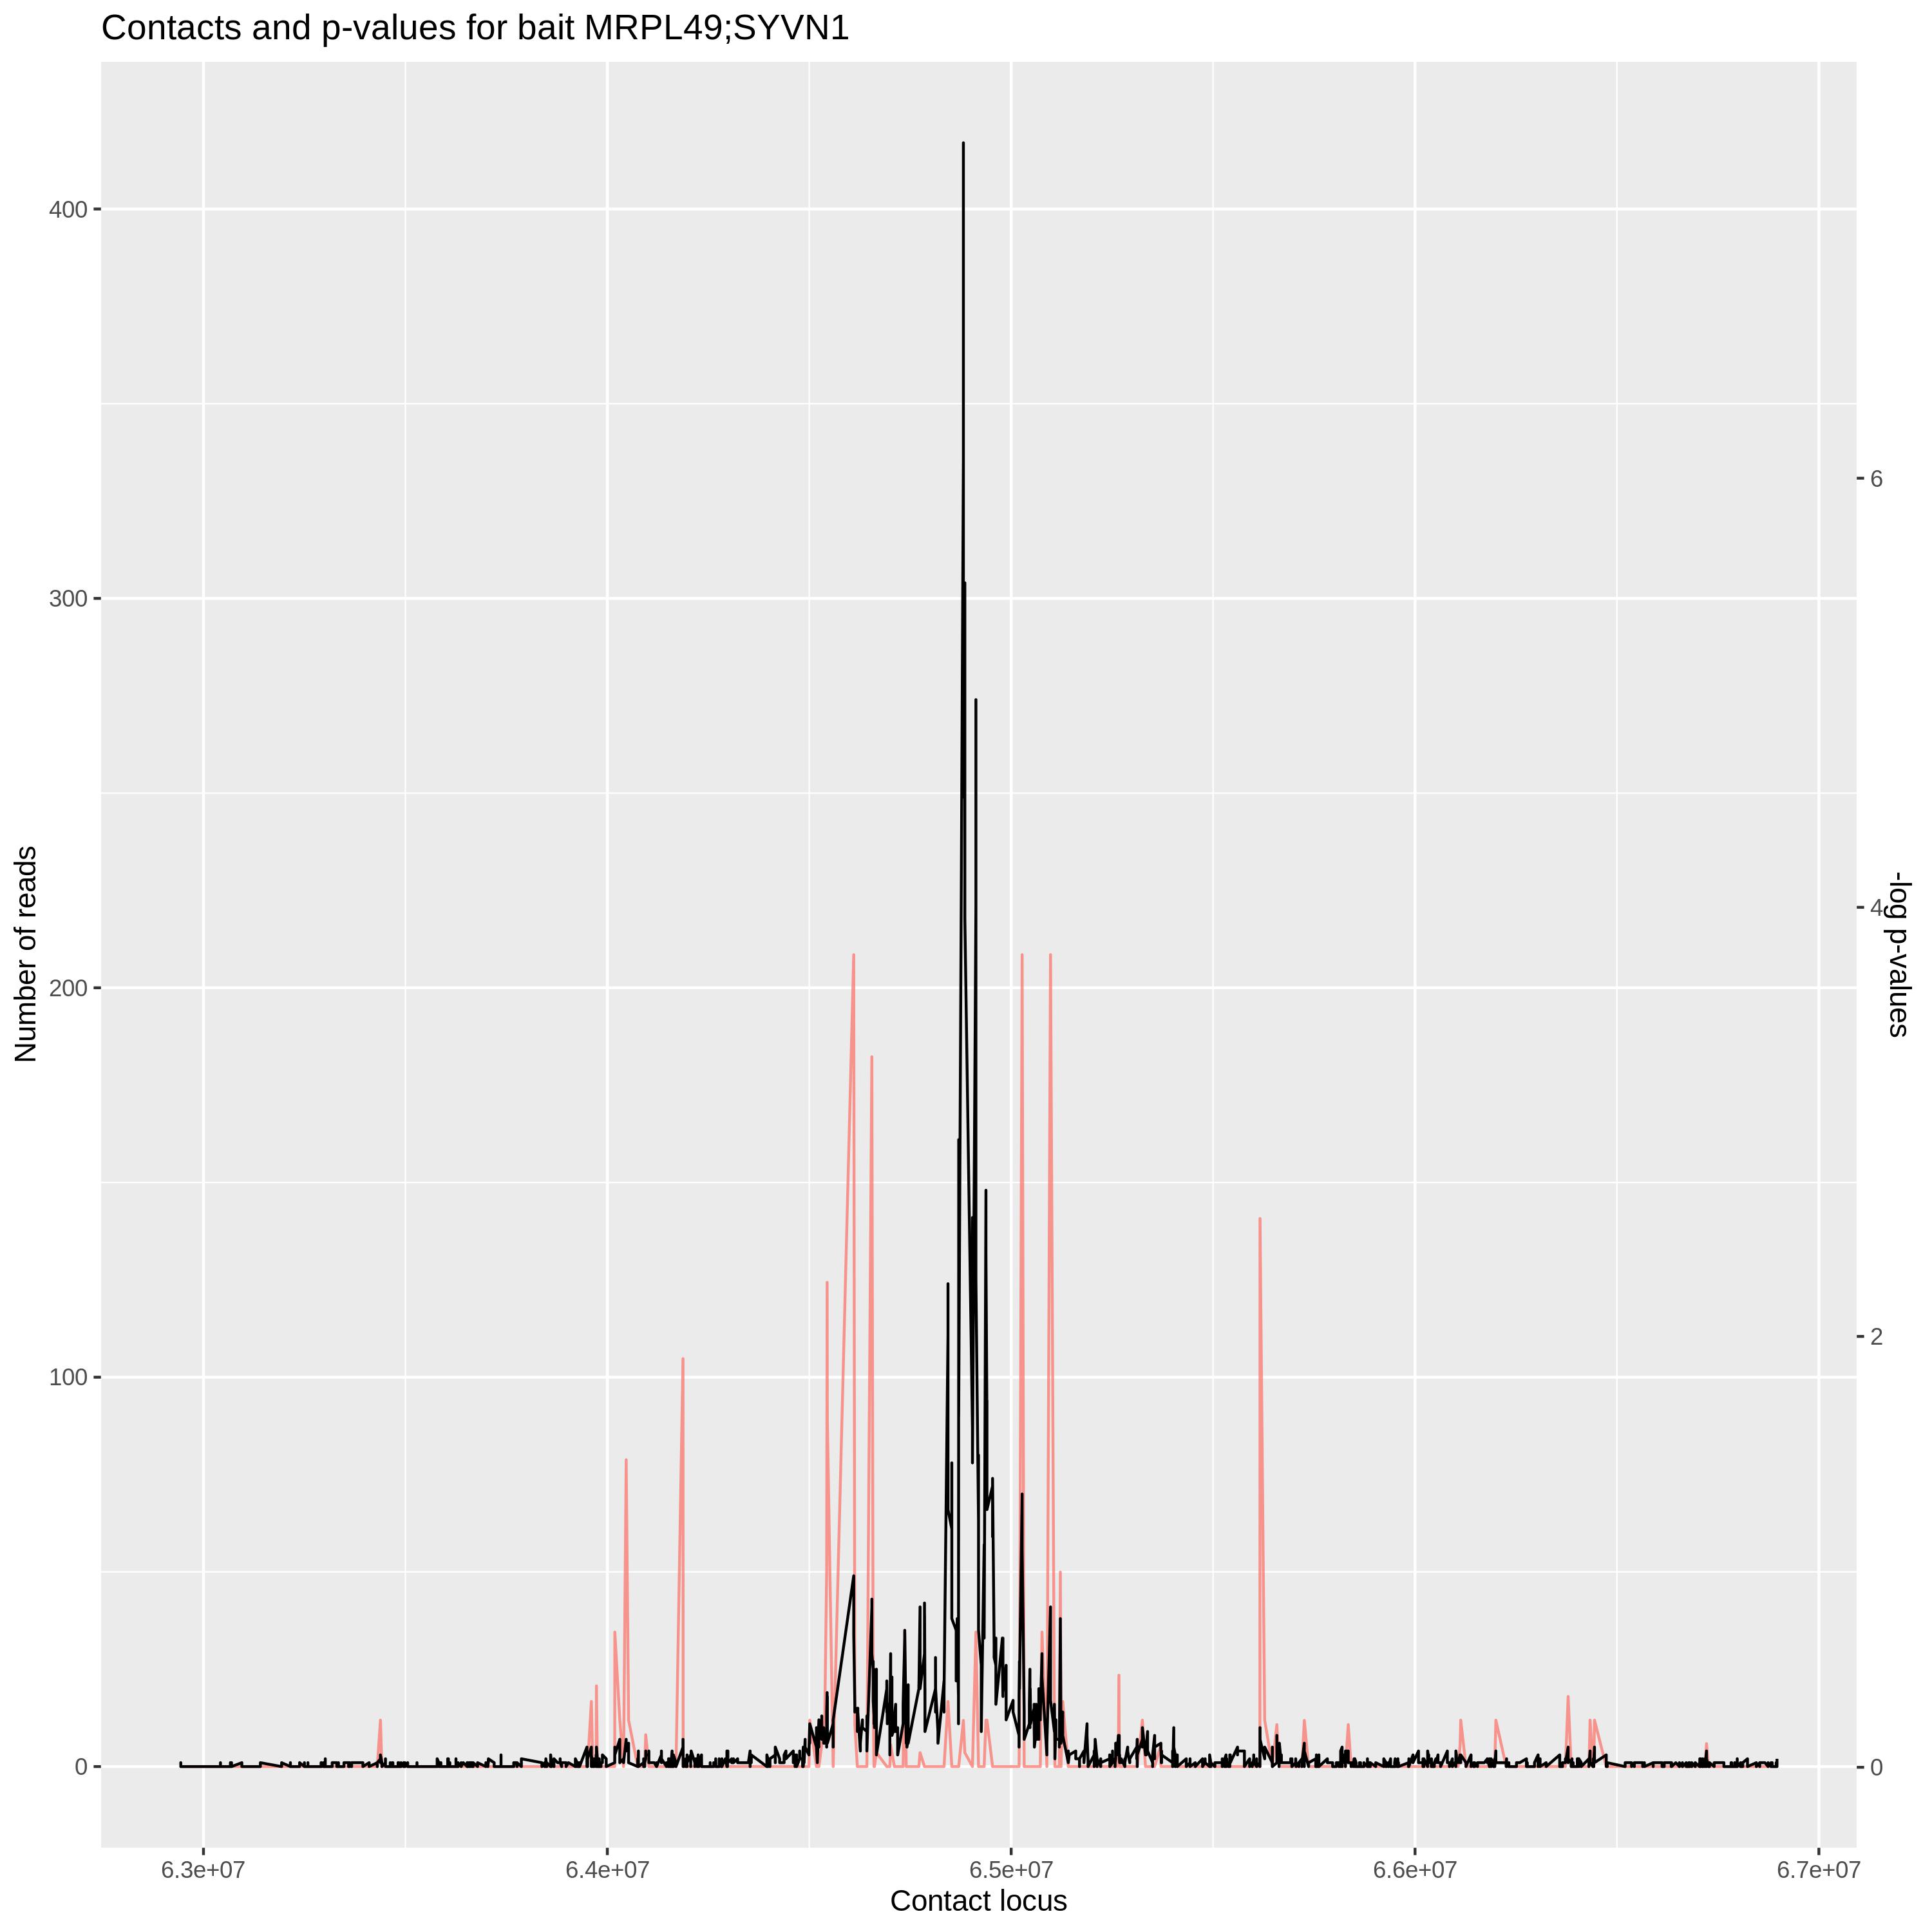 Contacts and p-values for bait MRPL49;SYVN1
400
300
200
100
0
Number of reads
6
4
2
0
-log p-values
6.3e+07
6.4e+07
6.5e+07
6.6e+07
6.7e+07
Contact locus